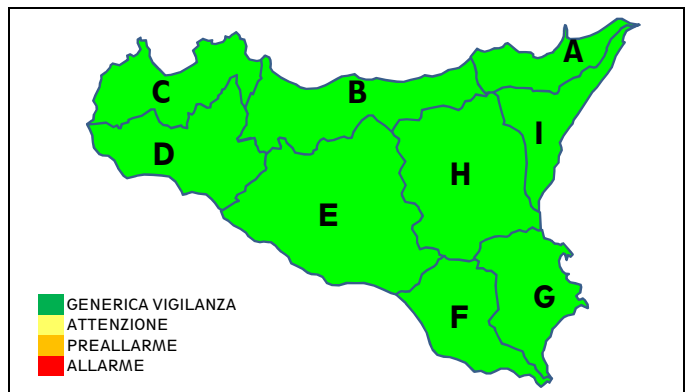 A
C
B
I
D
H
E
G
F
GENERICA VIGILANZA
ATTENZIONE
PREALLARME
ALLARME